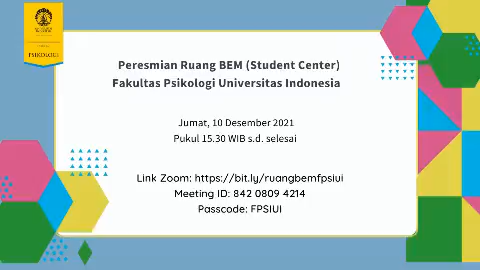 PSIKOLOGI
Peresmian Ruang BEM (Student Center)
Fakultas Psikologi Universitas Indonesia
Jumat, 10 Desember 2021
Pukul 15.30 WIB s.d. selesai
Link Zoom: https://bit.ly/ruangbemfpsiui
Meeting ID: 842 0809 4214
Passcode: FPSIUI